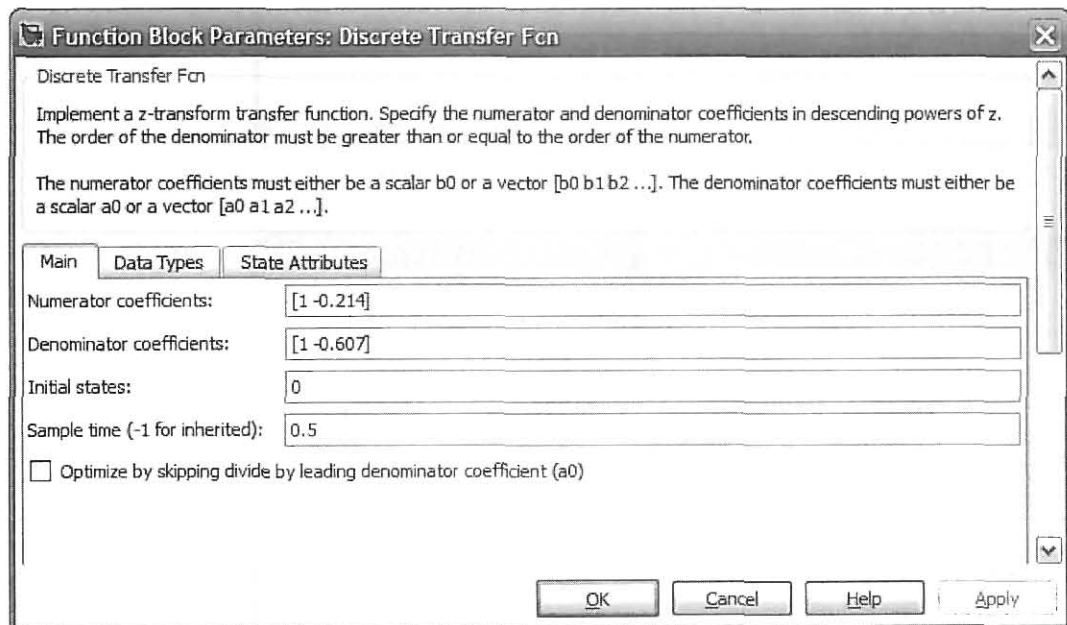 Function Block Parameters: Discrete Transfer Fcn
Discrete Transfer Fcn
Implement a z-transform transfer function. Specify the numerator and denominator coefficients in descending powers of z.
The order of the denominator must be greater than or equal to the order of the numerator.
The numerator coefficients must either be a scalar b0 or a vector [b0 b1 b2 ...]. The denominator coefficients must either be
a scalar a0 or a vector [a0 a1 a2 ...].
Main Data Types State Attributes
Numerator coefficients: [1 -0.214]
Denominator coefficients: [1 -0.607]
Initial states: 0
Sample time (-1 for inherited): 0.5
Optimize by skipping divide by leading denominator coefficient (a0)
OK Cancel Help Apply